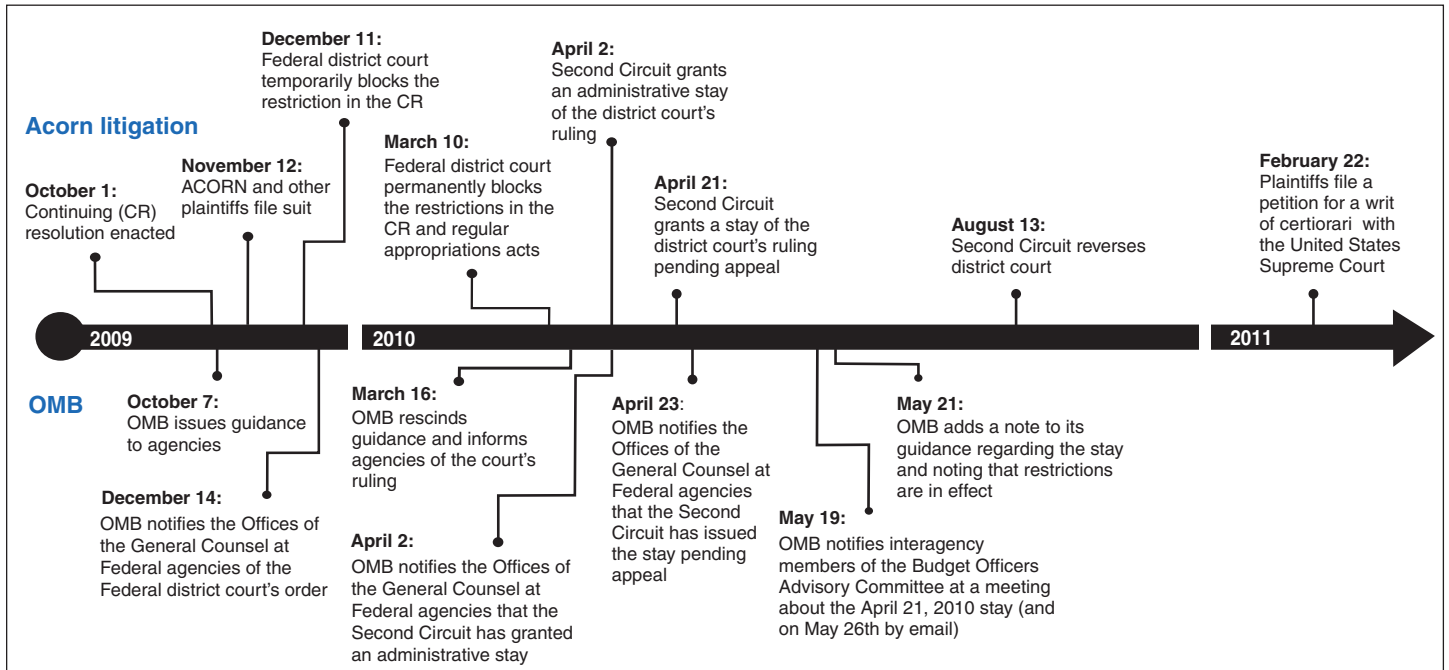 December 11:
Federal district court
temporarily blocks the
restriction in the CR
April 2:
Second Circuit grants
an administrative stay
of the district court's
ruling
Acorn litigation
October 1:
Continuing (CR)
resolution enacted
November 12:
ACORN and other
plaintiffs file suit
March 10:
Federal district court
permanently blocks
the restrictions in the
CR and regular
appropriations acts
April 21:
Second Circuit
grants a stay of the
district court's ruling
pending appeal
August 13:
Second Circuit reverses
district court
February 22:
Plaintiffs file a
petition for a writ
of certiorari with
the United States
Supreme Court
2009
2010
2011
OMB
October 7:
OMB issues guidance
to agencies
December 14:
OMB notifies the Offices of
the General Counsel at
Federal agencies of the
Federal district court's order
March 16:
OMB rescinds
guidance and informs
agencies of the court's
ruling
April 2:
OMB notifies the Offices of
the General Counsel at
Federal agencies that the
Second Circuit has granted
an administrative stay
April 23:
OMB notifies the
Offices of the
General Counsel at
Federal agencies
that the Second
Circuit has issued
the stay pending
appeal
May 21:
OMB adds a note to its
guidance regarding the stay
and noting that restrictions
are in effect
May 19:
OMB notifies interagency
members of the Budget Officers
Advisory Committee at a meeting
about the April 21, 2010 stay (and
on May 26th by email)